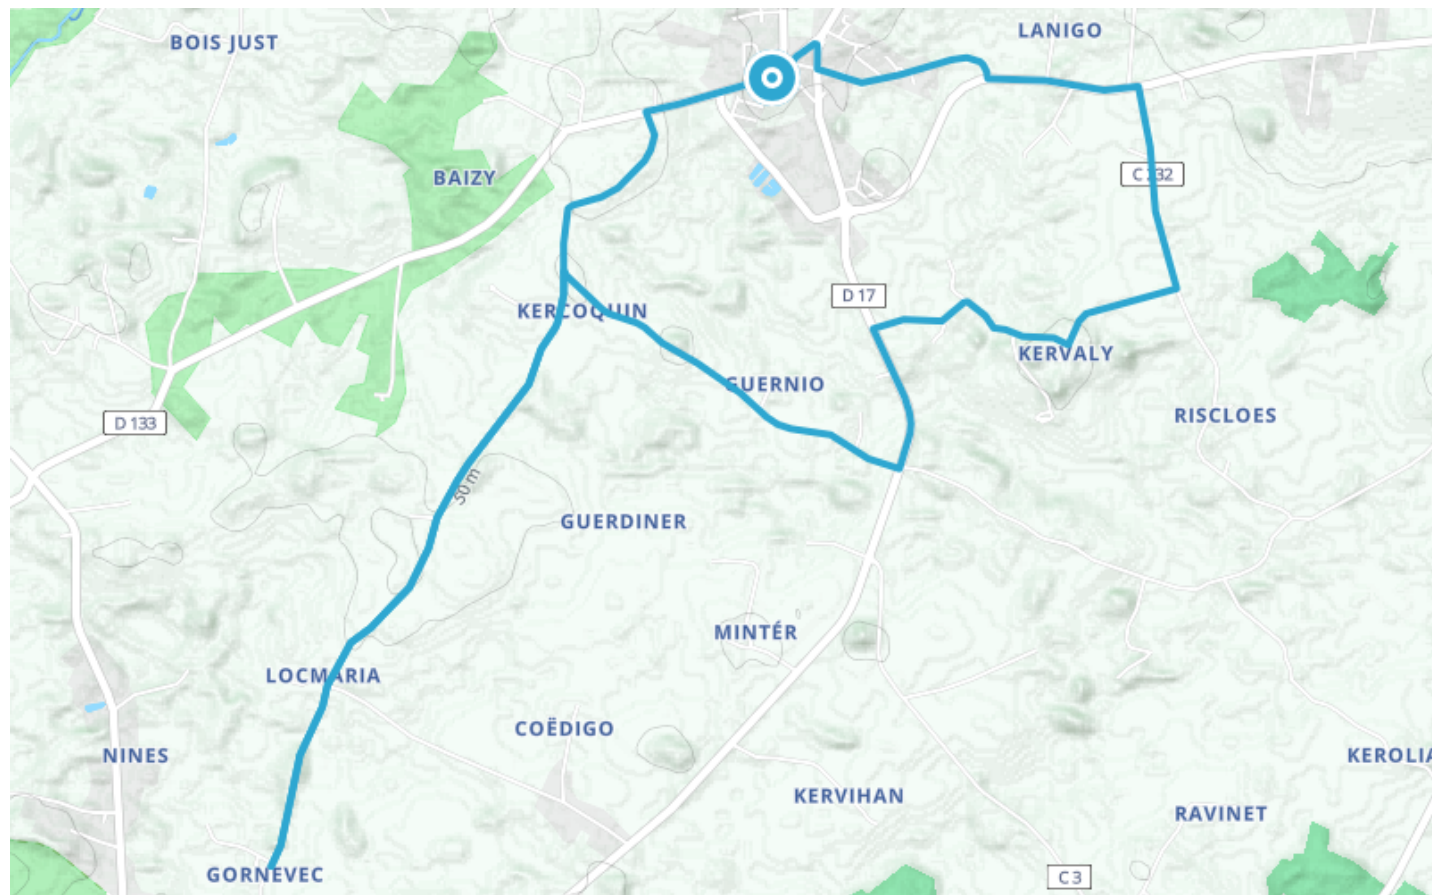 LANIGO
BOIS JUST
C 232
BAIZY
D 17
KERCOQUIN
KERVALY
GUERNIO
RISCLOES
D 133
50 m
GUERDINER
MINTÉR
LOCMARIA
COËDIGO
NINES
KEROLIA
KERVIHAN
RAVINET
GORNEVEC
C 3